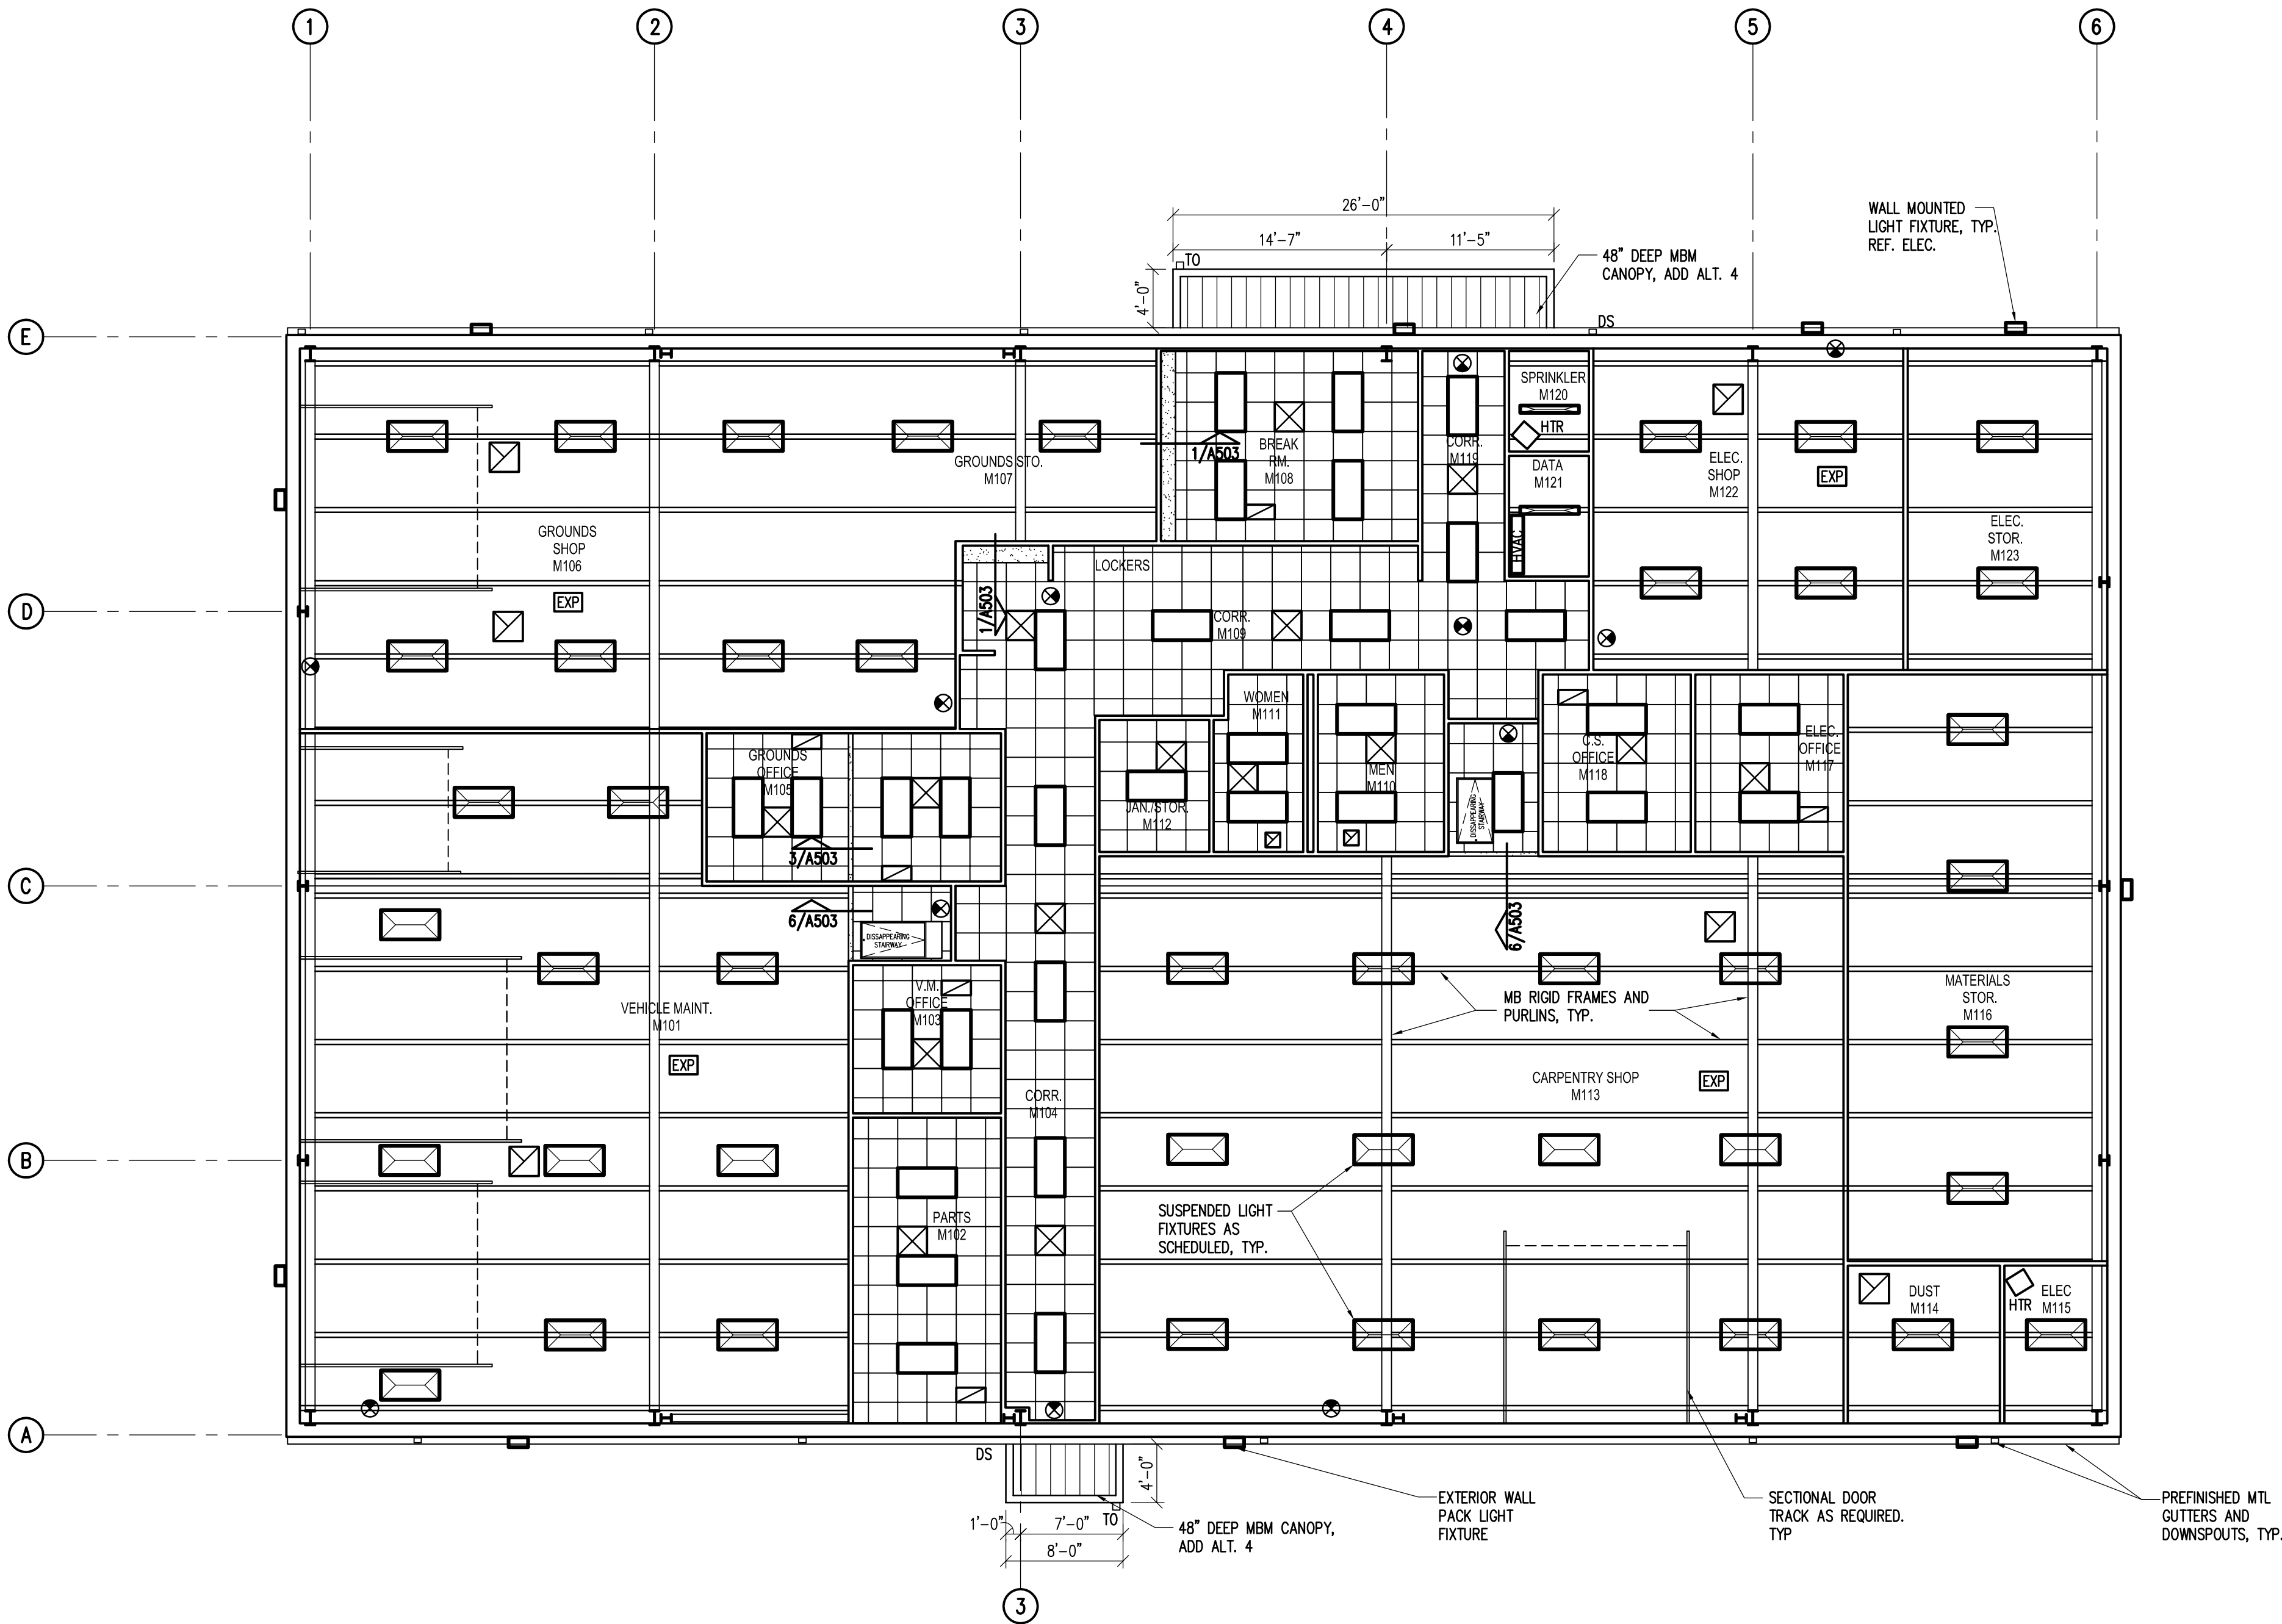 1
2
3
4
5
6
26'-0"
14'-7"
11'-5"
WALL MOUNTED
LIGHT FIXTURE, TYP.
REF. ELEC.
TO
48" DEEP MBM
CANOPY, ADD ALT. 4
4'-0"
DS
E
SPRINKLER
M120
HTR
BREAK
RM.
M108
1/A503
CORR.
M119
GROUNDS STO.
M107
DATA
M121
HVAC
ELEC.
SHOP
M122
EXP
ELEC.
STOR.
M123
GROUNDS
SHOP
M106
EXP
LOCKERS
1/A503
D
CORR.
M109
WOMEN
M111
MEN
M110
JAN./STOR.
M112
C.S.
OFFICE
M118
ELEC.
OFFICE
M117
GROUNDS
OFFICE
M105
DISSAPPEARING
STAIRWAY
3/A503
C
6/A503
DISSAPPEARING
STAIRWAY
6/A503
V.M.
OFFICE
M103
VEHICLE MAINT.
M101
EXP
MB RIGID FRAMES AND
PURLINS, TYP.
MATERIALS
STOR.
M116
CARPENTRY SHOP
M113
EXP
CORR.
M104
B
PARTS
M102
SUSPENDED LIGHT
FIXTURES AS
SCHEDULED, TYP.
DUST
M114
HTR
ELEC
M115
A
DS
4'-0"
TO
1'-0"
7'-0"
8'-0"
48" DEEP MBM CANOPY,
ADD ALT. 4
EXTERIOR WALL
PACK LIGHT
FIXTURE
SECTIONAL DOOR
TRACK AS REQUIRED.
TYP
PREFINISHED MTL
GUTTERS AND
DOWNSPOUTS, TYP.
3